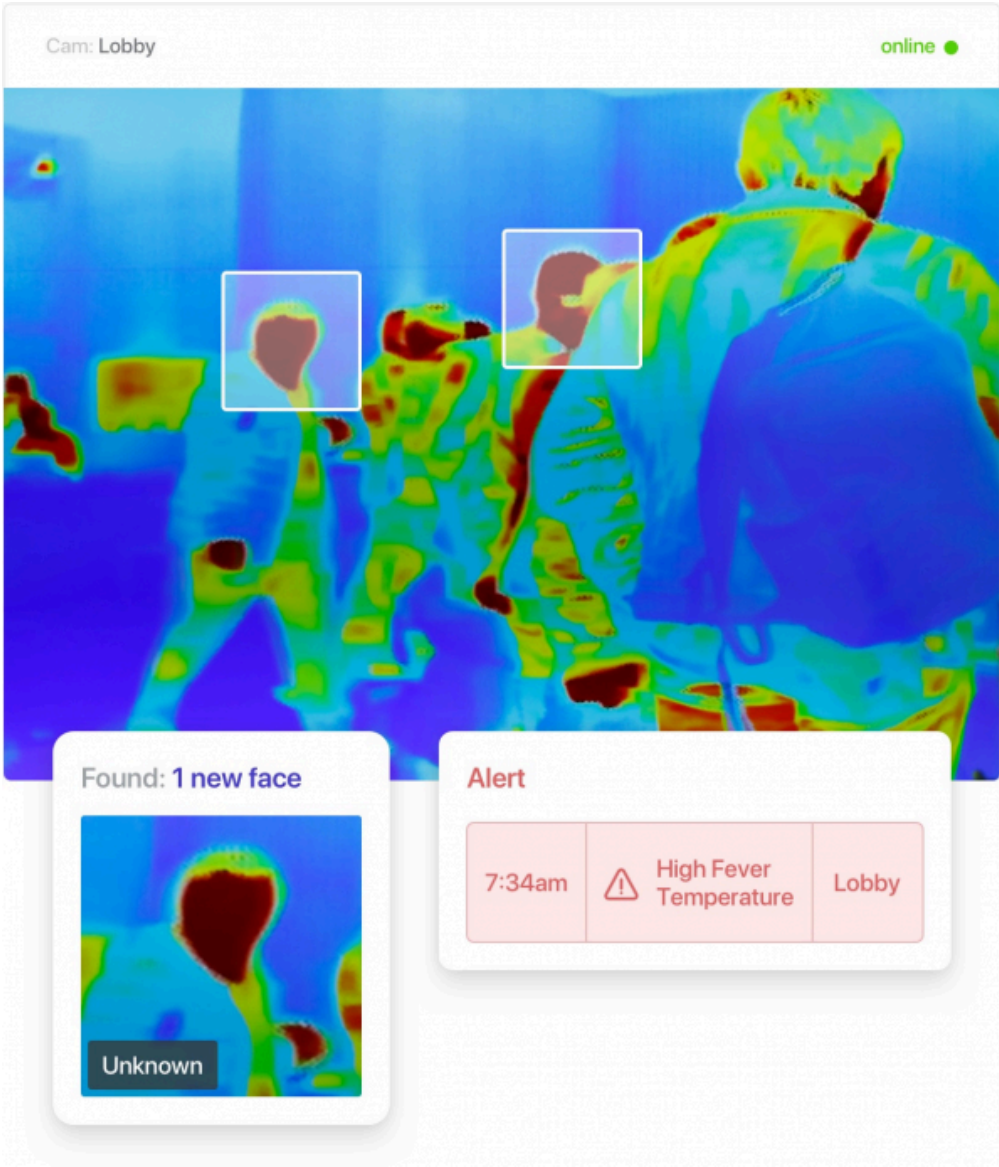 Cam: Lobby
online
Found: 1 new face
Unknown
Alert
7:34am
High Fever
Temperature
Lobby